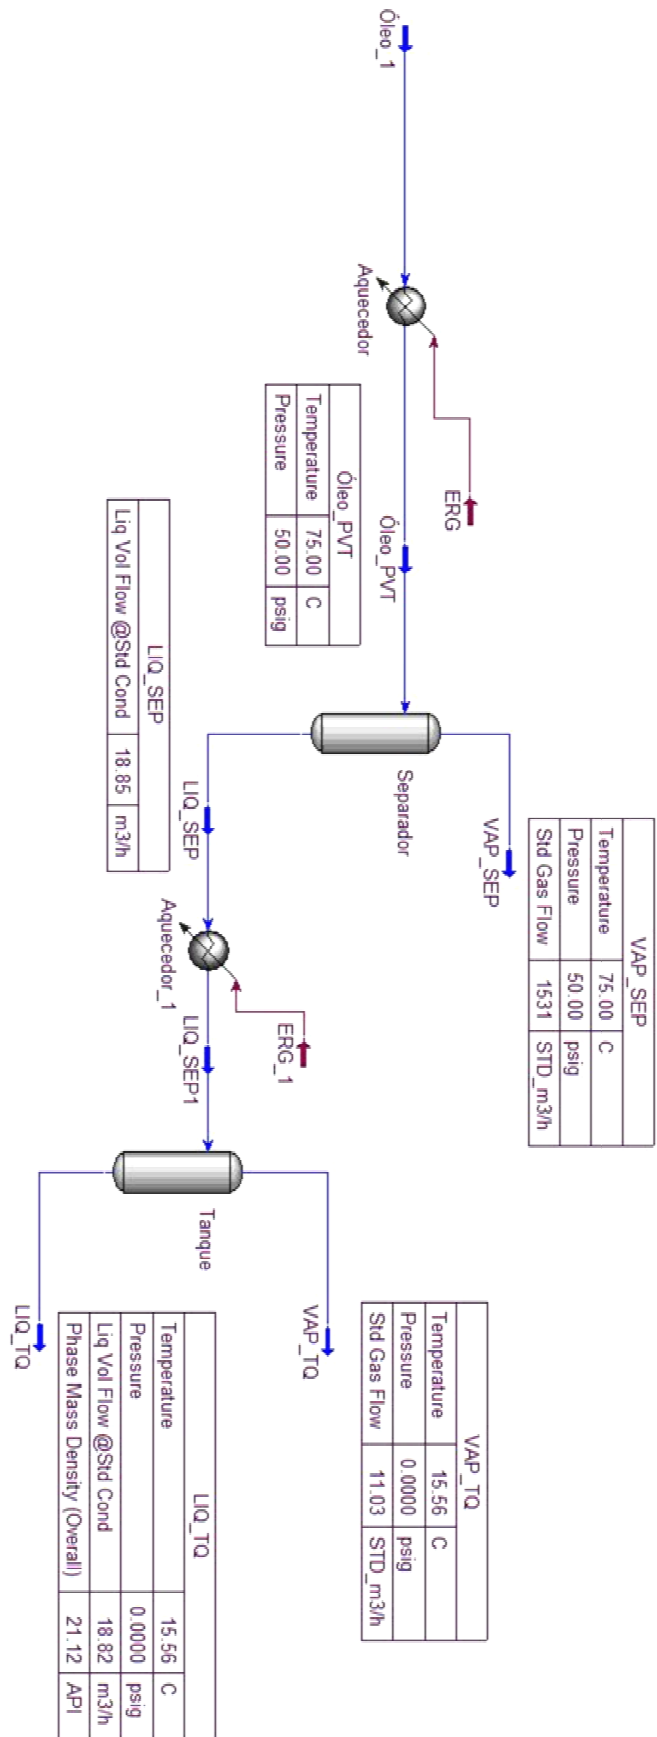 Óleo_1
Aquecedor
ERG
Óleo_PVT
Óleo_PVT
Temperature 75.00 C
Pressure 50.00 psig
Separador
VAP_SEP
VAP_SEP
Temperature 75.00 C
Pressure 50.00 psig
Std Gas Flow 1531 STD_m3/h
LIQ_SEP
LIQ_SEP
Liq Vol Flow @Std Cond 18.85 m3/h
Aquecedor_1
ERG_1
LIQ_SEP1
Tanque
VAP_TQ
VAP_TQ
Temperature 15.56 C
Pressure 0.0000 psig
Std Gas Flow 11.03 STD_m3/h
LIQ_TQ
LIQ_TQ
Temperature 15.56 C
Pressure 0.0000 psig
Liq Vol Flow @Std Cond 18.82 m3/h
Phase Mass Density (Overall) 21.12 API